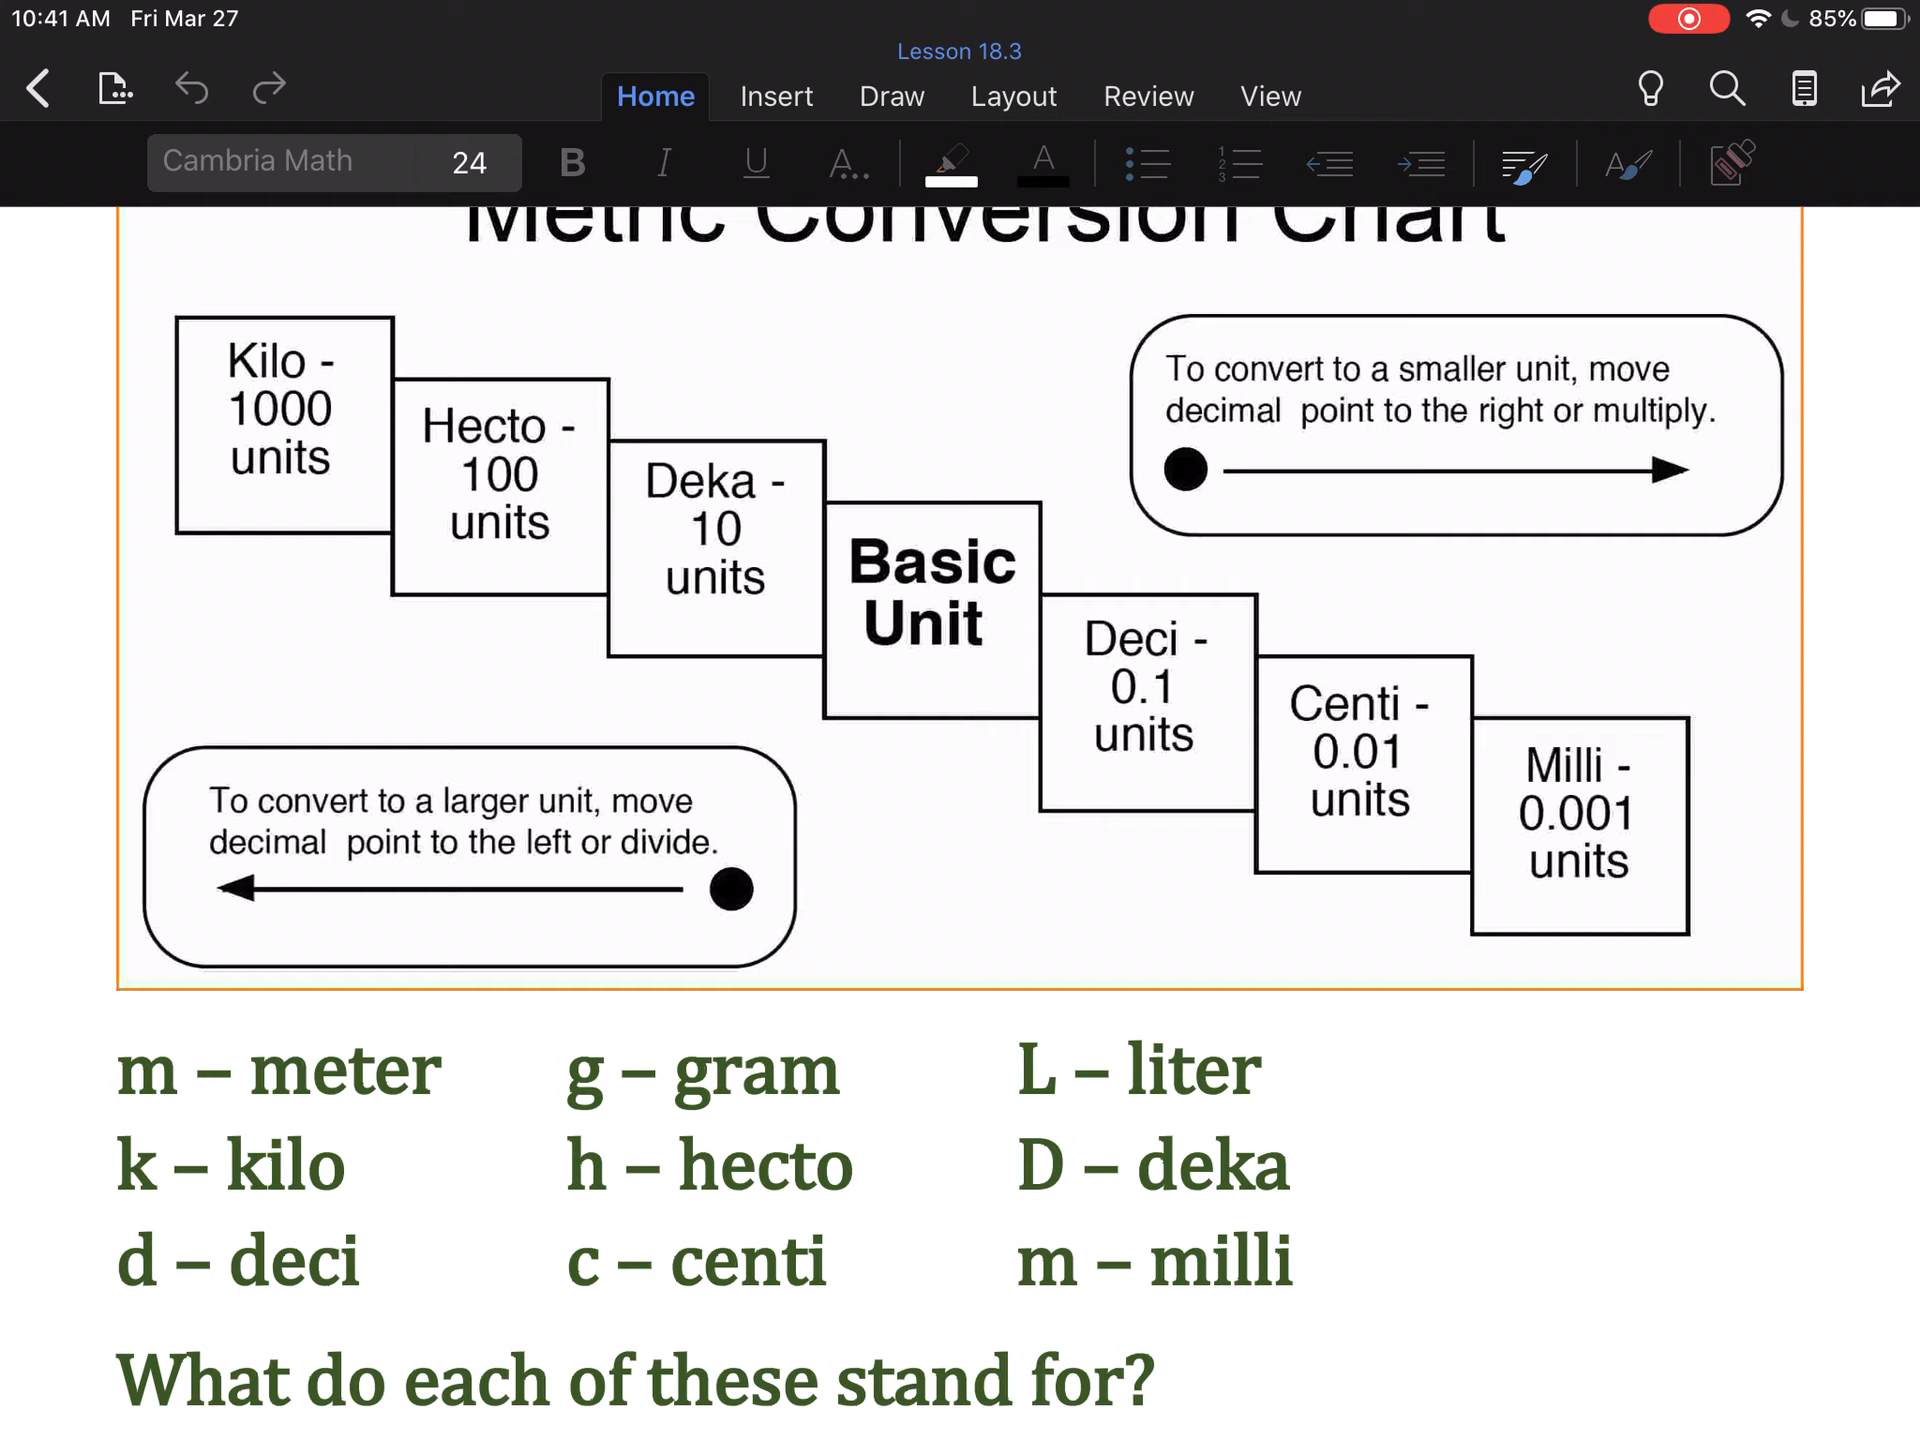 10:41 AM Fri Mar 27
85%
Lesson 18.3
Home Insert Draw Layout Review View
Cambria Math 24 B I U A... A
Metric Conversion Chart
Kilo -
1000
units
Hecto -
100
units
Deka -
10
units
Basic
Unit
Deci -
0.1
units
Centi -
0.01
units
Milli -
0.001
units
To convert to a smaller unit, move
decimal point to the right or multiply.
To convert to a larger unit, move
decimal point to the left or divide.
m – meter g – gram L – liter
k – kilo h – hecto D – deka
d – deci c – centi m – milli
What do each of these stand for?